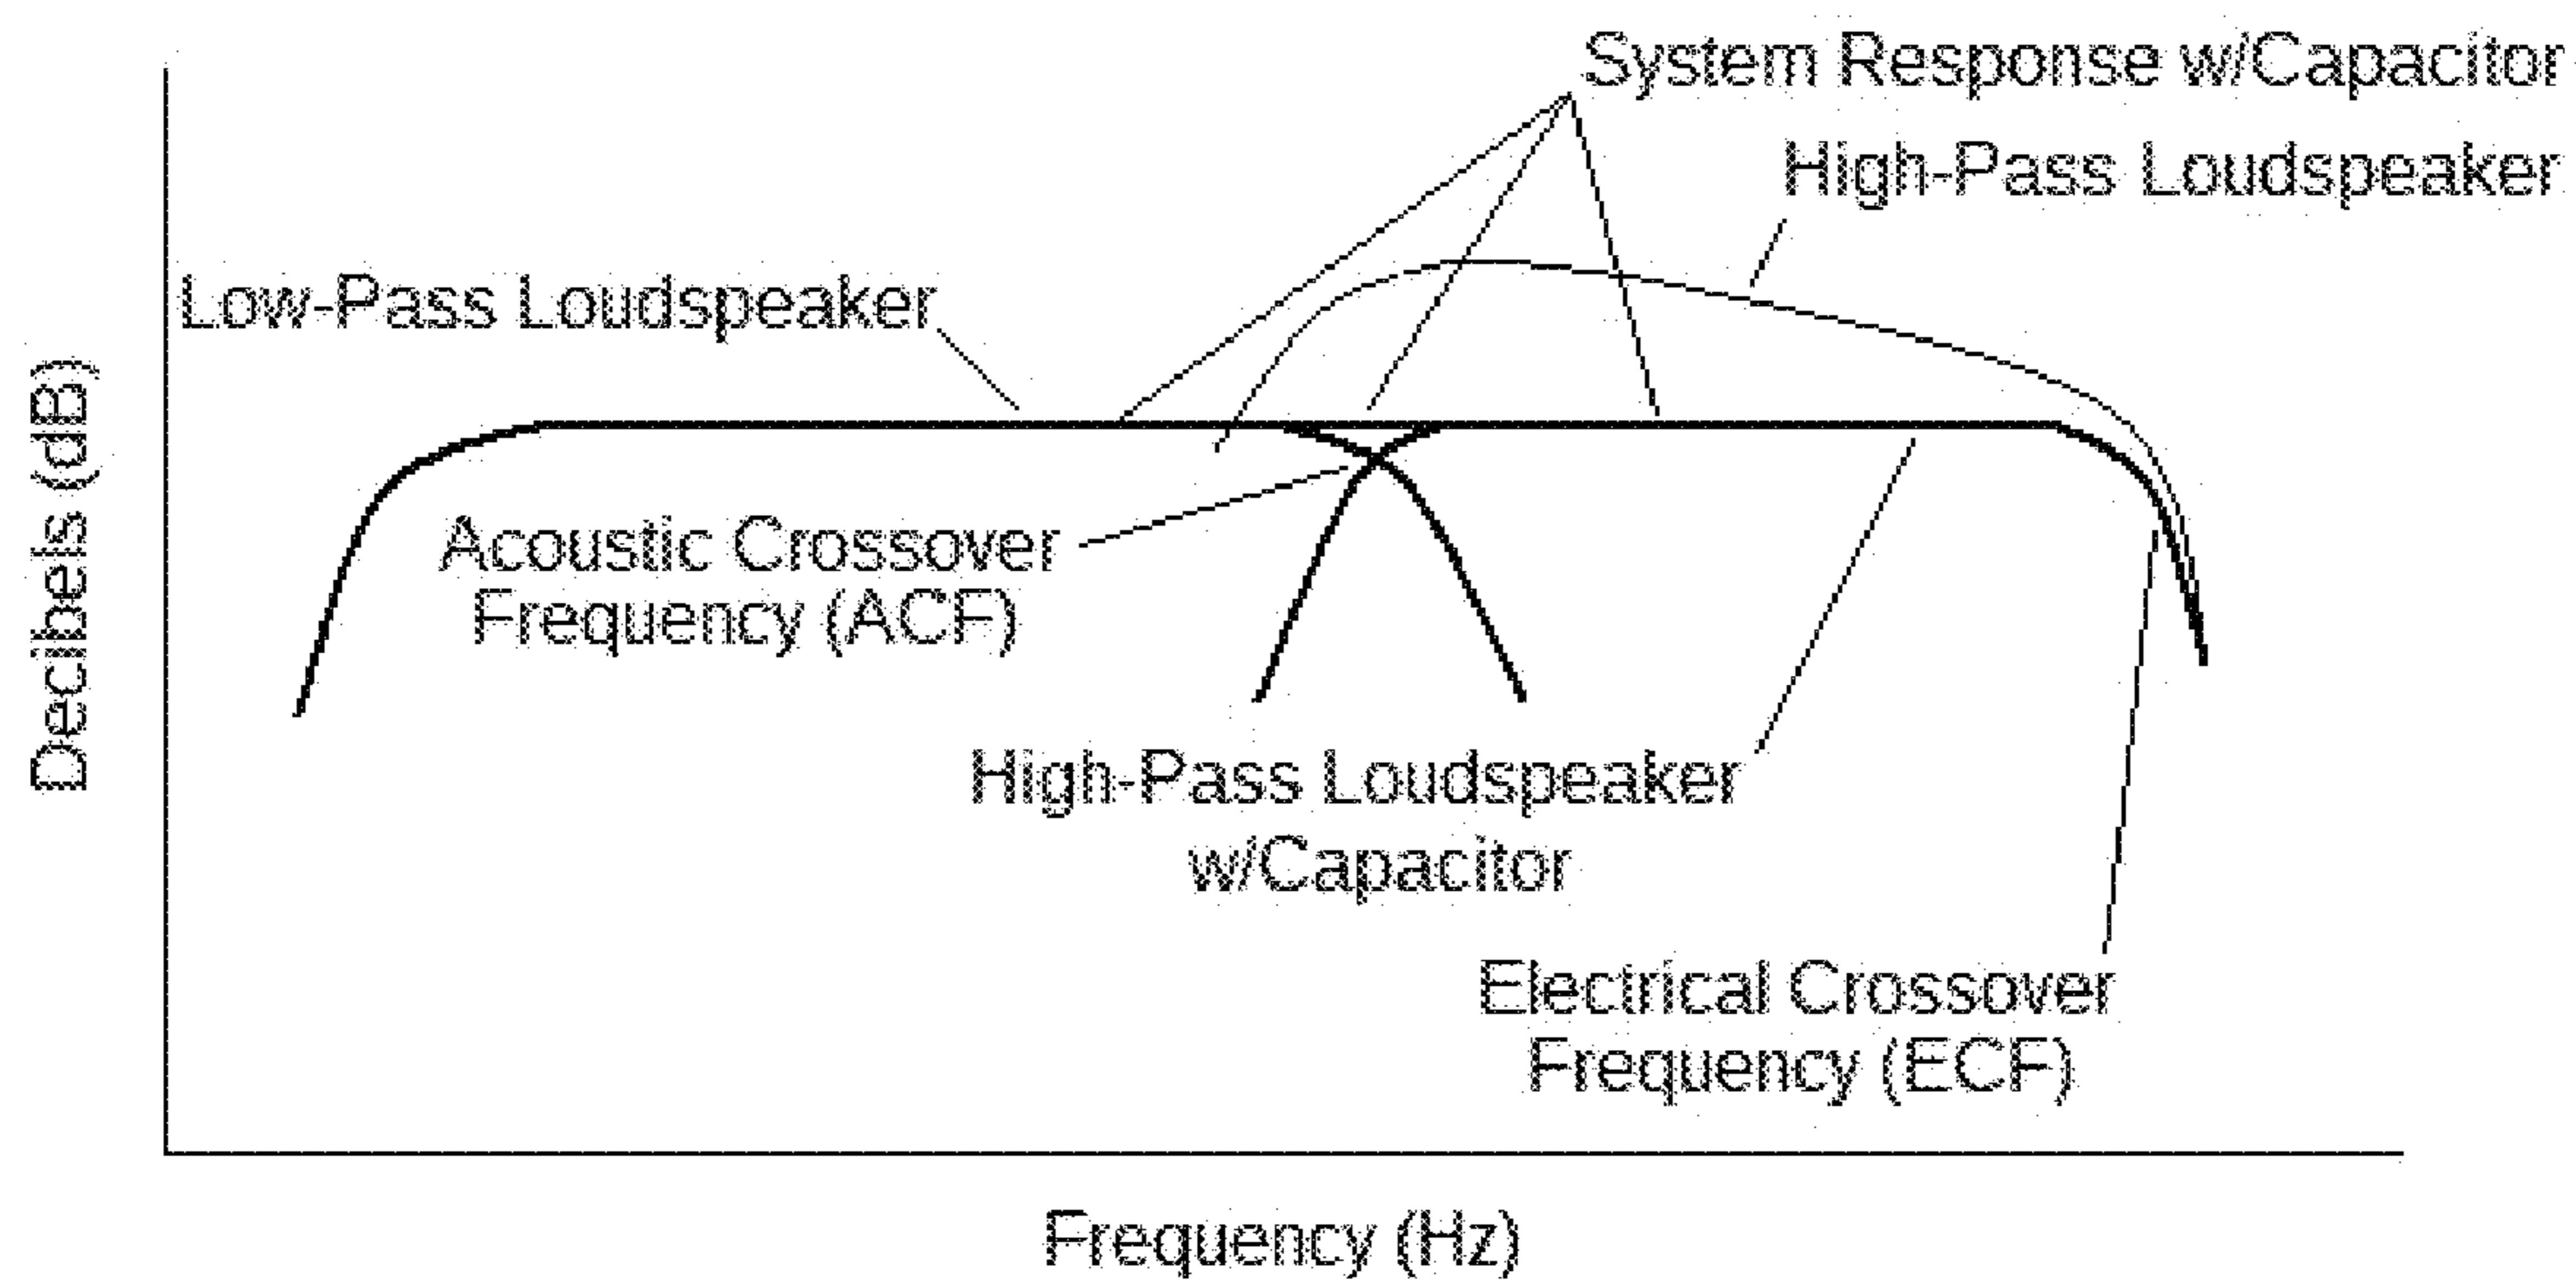 System Response w/Capacitor
High-Pass Loudspeaker
Low-Pass Loudspeaker
Decibels (dB)
Acoustic Crossover
Frequency (ACF)
High-Pass Loudspeaker
w/Capacitor
Electrical Crossover
Frequency (ECF)
Frequency (Hz)